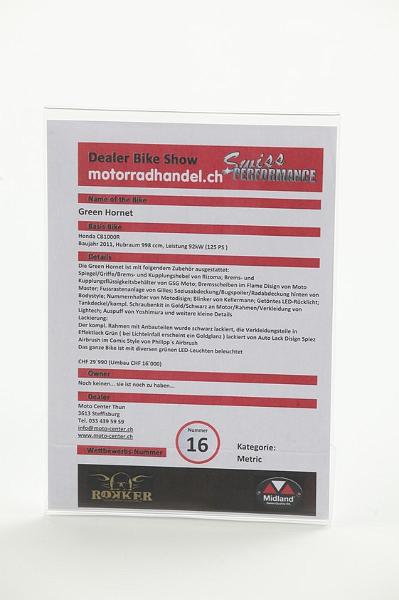 Dealer Bike Show
Swiss
motorradhandel.ch
PERFORMANCE
Name of the Bike
Green Hornet
Basis Bike
Honda CB1000R
Baujahr 2011, Hubraum 998 ccm, Leistung 92kW (125 PS )
Details
Die Green Hornet ist mit folgendem Zubehör ausgestattet:
Spiegel/Griffe/Brems- und Kupplungshebel von Rizoma; Brems- und
Kupplungsflüssigkeitsbehälter von GSG Moto; Bremsscheiben im Flame Design von Moto
Master; Fussrastenanlage von Gilles; Soziusabdeckung/Bugspoiler/Radabdeckung hinten von
Bodystyle; Nummernhalter von Motodisign; Blinker von Kellermann; Getöntes LED-Rücklicht;
Tankdeckel/kompl. Schraubenkit in Gold/Schwarz an Motor/Rahmen/Verkleidung von
Lightech; Auspuff von Yoshimura und weitere kleine Details
Lackierung:
Der kompl. Rahmen mit Anbauteilen wurde schwarz lackiert, die Verkleidungsteile in
Effektlack Grün ( bei Lichteinfall erscheint ein Goldglanz ) lackiert von Auto Lack Disign Spiez
Airbrush im Comic Style von Philipp`s Airbrush
Das ganze Bike ist mit diversen grünen LED-Leuchten beleuchtet
CHF 29`990 (Umbau CHF 16`000)
Owner
Noch keinen... sie ist noch zu haben...
Dealer
Moto Center Thun
3613 Steffisburg
Tel. 033 439 59 59
info@moto-center.ch
www.moto-center.ch
Wettbewerbs-Nummer
Nummer
16
Kategorie:
Metric
ROKKER
Midland